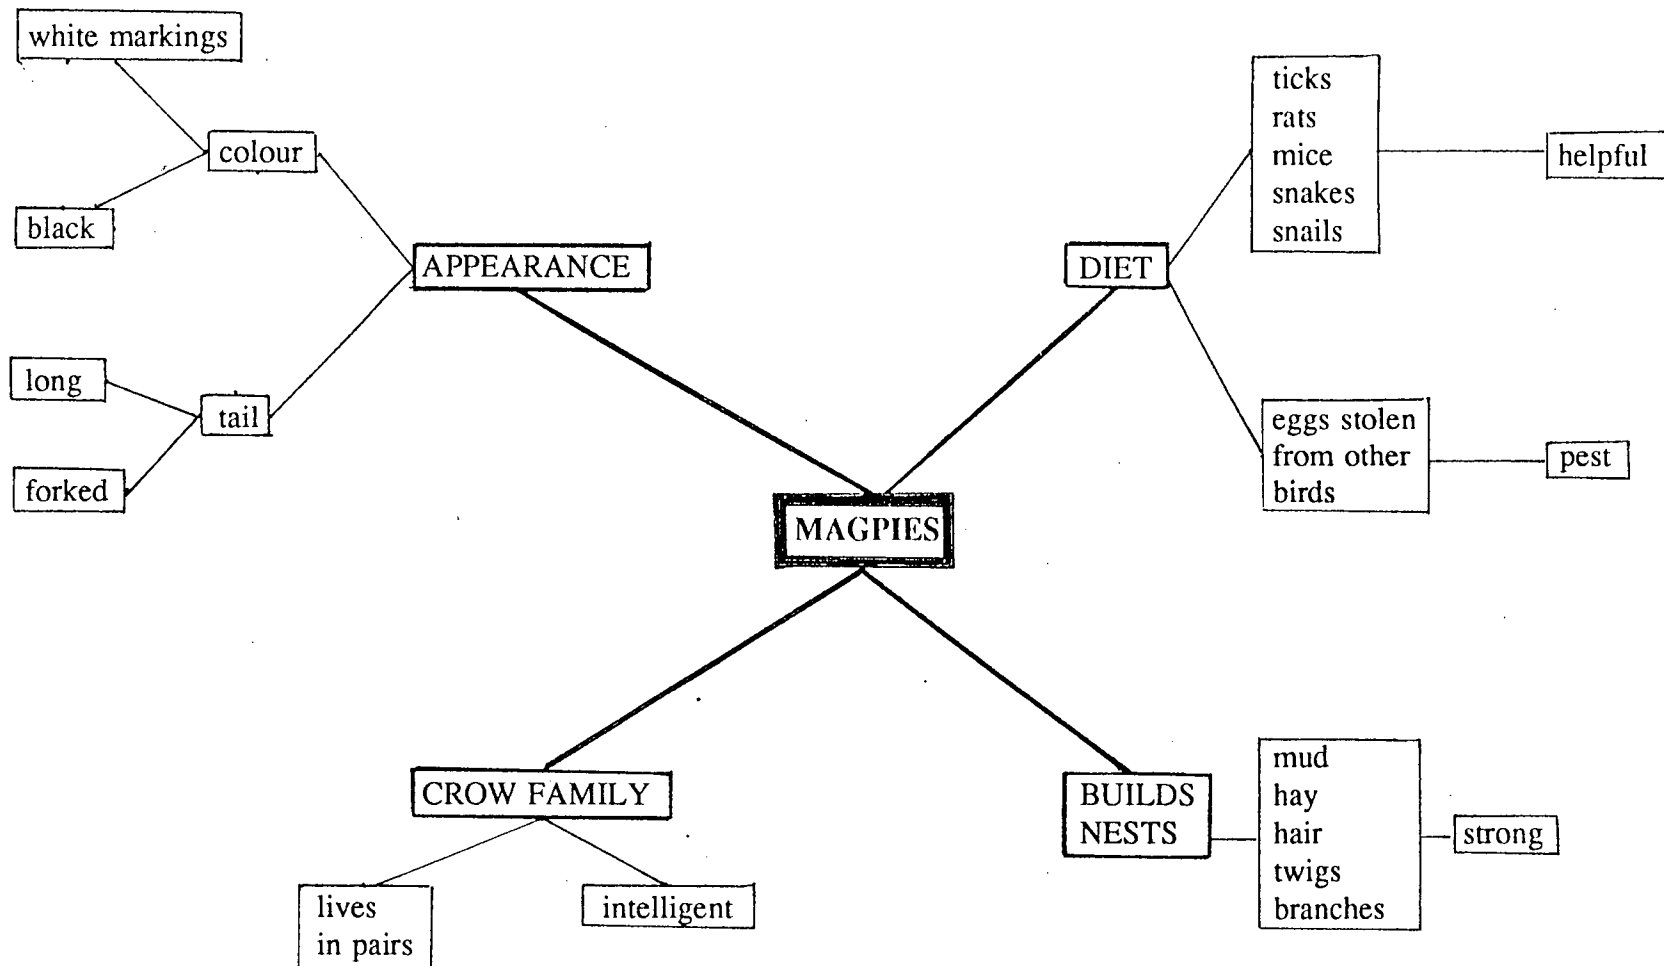 white markings
colour
black
APPEARANCE
long
tail
forked
DIET
ticks
rats
mice
snakes
snails
helpful
eggs stolen
from other
birds
pest
MAGPIES
CROW FAMILY
lives
in pairs
intelligent
BUILDS
NESTS
mud
hay
hair
twigs
branches
strong